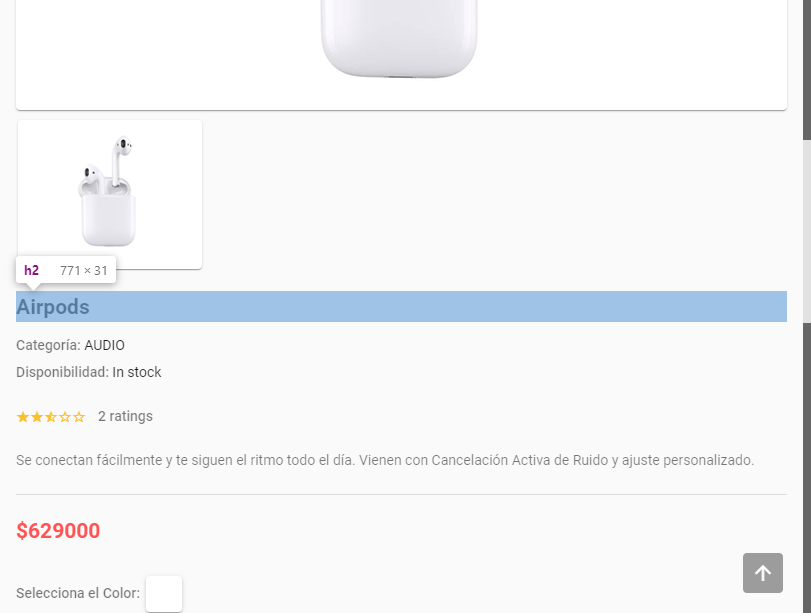 h2 771 × 31
Airpods
Categoría: AUDIO
Disponibilidad: In stock
2 ratings
Se conectan fácilmente y te siguen el ritmo todo el día. Vienen con Cancelación Activa de Ruido y ajuste personalizado.
$629000
Selecciona el Color: